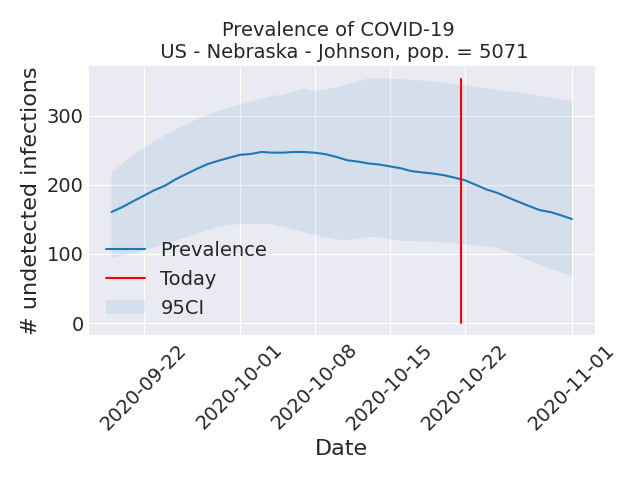 Prevalence of COVID-19
US - Nebraska - Johnson, pop. = 5071
# undetected infections
300
200
100
0
Prevalence
Today
95CI
2020-09-22
2020-10-01
2020-10-08
2020-10-15
2020-10-22
2020-11-01
Date